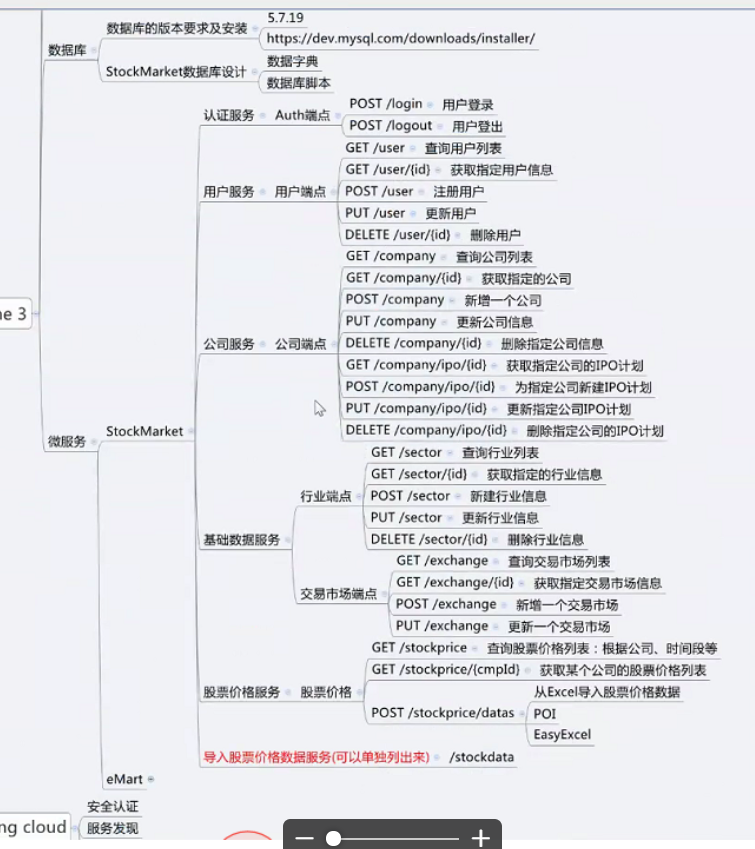 数据库
数据库的版本要求及安装
5.7.19
https://dev.mysql.com/downloads/installer/
StockMarket数据库设计
数据字典
数据库脚本
ne 3
微服务
StockMarket
认证服务 Auth端点
POST /login 用户登录
POST /logout 用户登出
用户服务 用户端点
GET /user 查询用户列表
GET /user/{id} 获取指定用户信息
POST /user 注册用户
PUT /user 更新用户
DELETE /user/{id} 删除用户
公司服务 公司端点
GET /company 查询公司列表
GET /company/{id} 获取指定的公司
POST /company 新增一个公司
PUT /company 更新公司信息
DELETE /company/{id} 删除指定公司信息
GET /company/ipo/{id} 获取指定公司的IPO计划
POST /company/ipo/{id} 为指定公司新建IPO计划
PUT /company/ipo/{id} 更新指定公司IPO计划
DELETE /company/ipo/{id} 删除指定公司的IPO计划
基础数据服务
行业端点
GET /sector 查询行业列表
GET /sector/{id} 获取指定的行业信息
POST /sector 新建行业信息
PUT /sector 更新行业信息
DELETE /sector/{id} 删除行业信息
交易市场端点
GET /exchange 查询交易市场列表
GET /exchange/{id} 获取指定交易市场信息
POST /exchange 新增一个交易市场
PUT /exchange 更新一个交易市场
股票价格服务 股票价格
GET /stockprice 查询股票价格列表：根据公司、时间段等
GET /stockprice/{cmpId} 获取某个公司的股票价格列表
POST /stockprice/datas
从Excel导入股票价格数据
POI
EasyExcel
导入股票价格数据服务(可以单独列出来) /stockdata
eMart
ng cloud
安全认证
服务发现